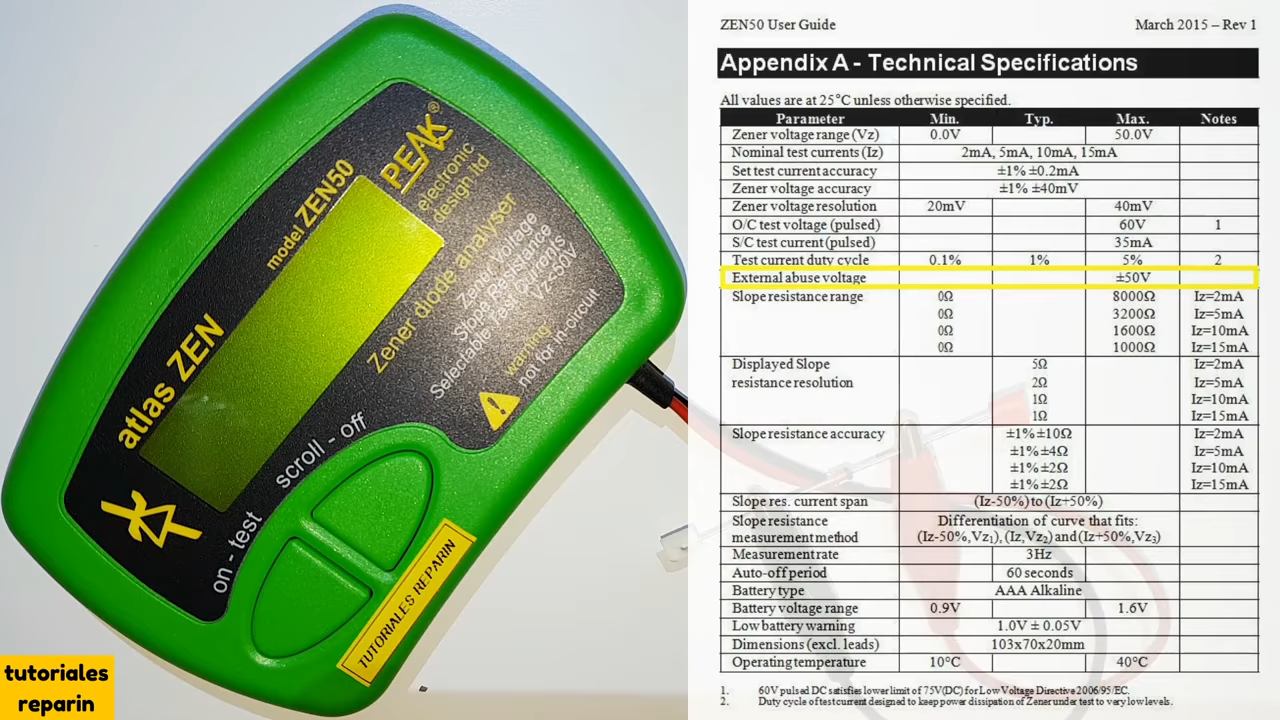 model ZEN50
PEAK®
electronic
design ltd
atlas ZEN
Zener diode analyser
Zener Voltage
Slope Resistance
Selectable Test Currents
Vz=0-50V
warning
not for in-circuit
scroll - off
on - test
TUTORIALES REPARIN
tutoriales
reparin
ZEN50 User Guide March 2015 – Rev 1
Appendix A - Technical Specifications
All values are at 25°C unless otherwise specified.
Parameter Min. Typ. Max. Notes
Zener voltage range (Vz) 0.0V 50.0V
Nominal test currents (Iz) 2mA, 5mA, 10mA, 15mA
Set test current accuracy ±1% ±0.2mA
Zener voltage accuracy ±1% ±40mV
Zener voltage resolution 20mV 40mV
O/C test voltage (pulsed) 60V 1
S/C test current (pulsed) 35mA
Test current duty cycle 0.1% 1% 5% 2
External abuse voltage ±50V
Slope resistance range 0Ω 8000Ω Iz=2mA
0Ω 3200Ω Iz=5mA
0Ω 1600Ω Iz=10mA
0Ω 1000Ω Iz=15mA
Displayed Slope 5Ω Iz=2mA
resistance resolution 2Ω Iz=5mA
1Ω Iz=10mA
1Ω Iz=15mA
Slope resistance accuracy ±1%±10Ω Iz=2mA
±1%±4Ω Iz=5mA
±1%±2Ω Iz=10mA
±1%±2Ω Iz=15mA
Slope res. current span (Iz-50%) to (Iz+50%)
Slope resistance Differentiation of curve that fits:
measurement method (Iz-50%,Vz1), (Iz,Vz2) and (Iz+50%,Vz3)
Measurement rate 3Hz
Auto-off period 60 seconds
Battery type AAA Alkaline
Battery voltage range 0.9V 1.6V
Low battery warning 1.0V ± 0.05V
Dimensions (excl. leads) 103x70x20mm
Operating temperature 10°C 40°C
1. 60V pulsed DC satisfies lower limit of 75V(DC) for Low Voltage Directive 2006/95/EC.
2. Duty cycle of test current designed to keep power dissipation of Zener under test to very low levels.